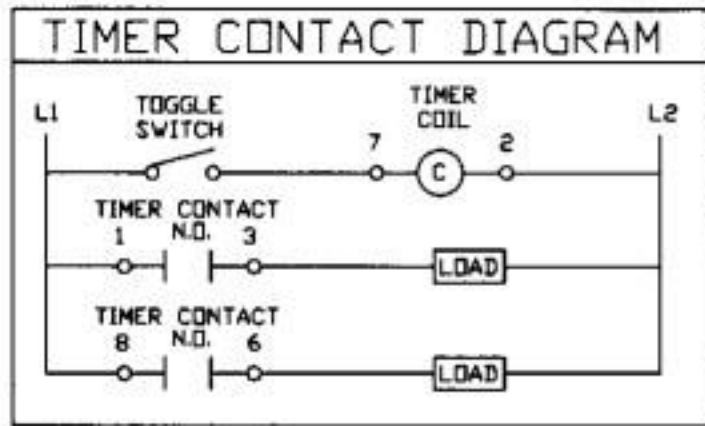 TIMER CONTACT DIAGRAM
L1
TOGGLE
SWITCH
TIMER
COIL
L2
7
C
2
TIMER CONTACT
N.O.
1
3
LOAD
TIMER CONTACT
N.O.
8
6
LOAD